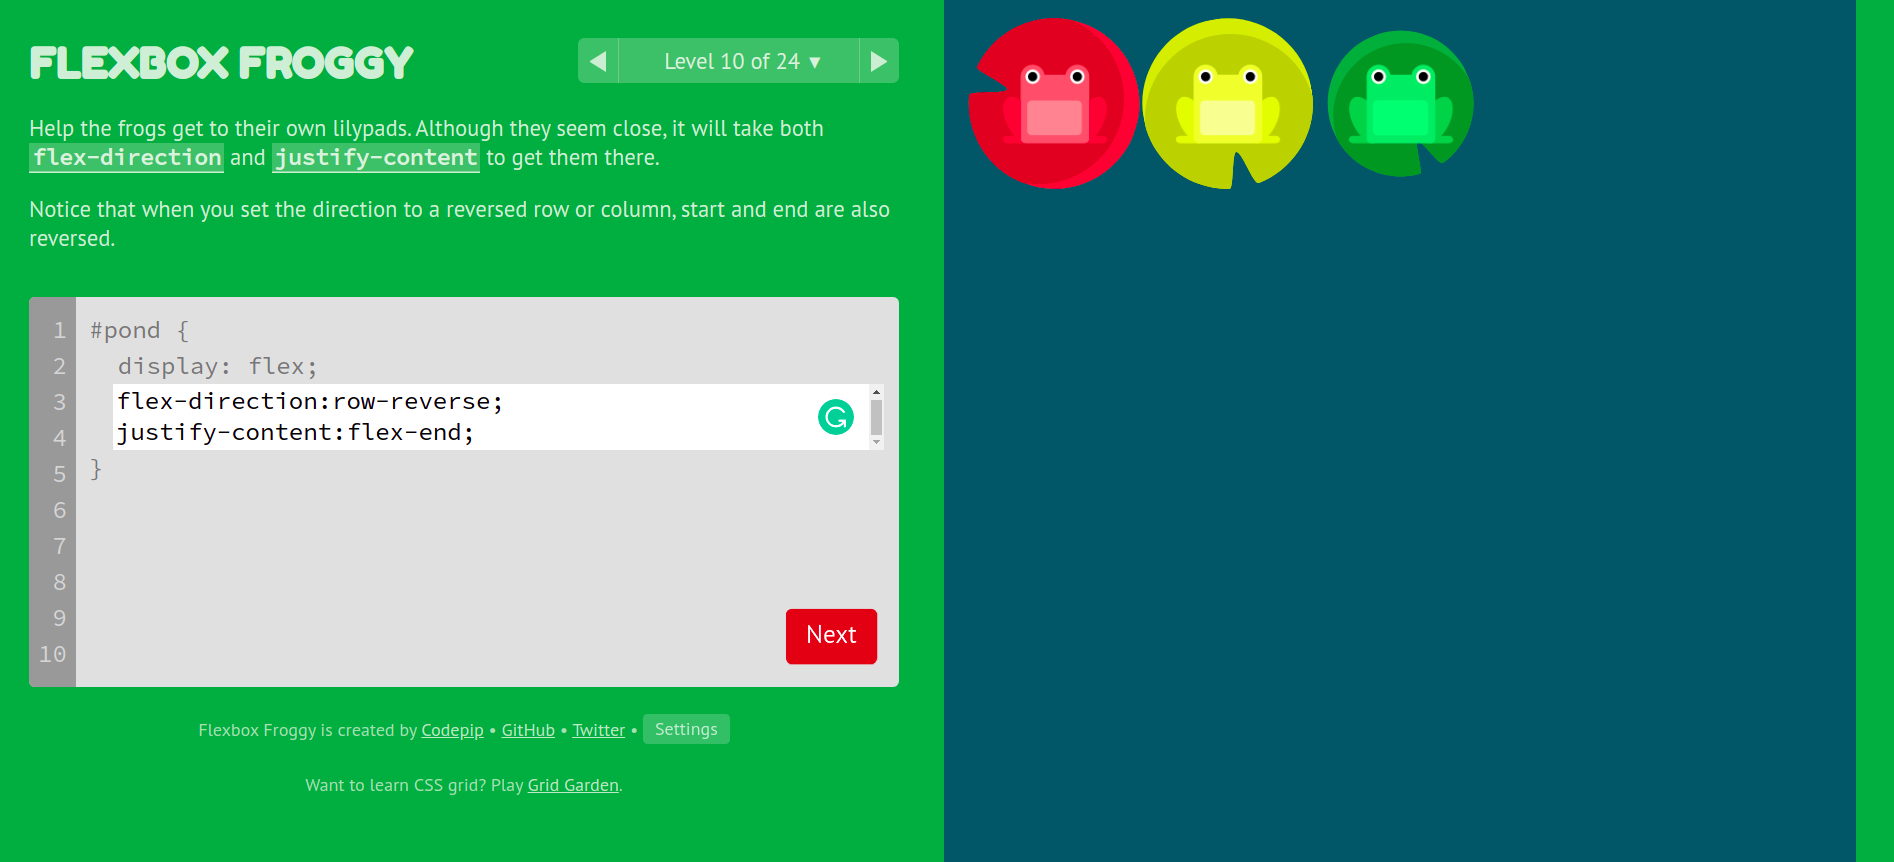 FLEXBOX FROGGY
◀ Level 10 of 24 ▼ ▶
Help the frogs get to their own lilypads. Although they seem close, it will take both
flex-direction and justify-content to get them there.
Notice that when you set the direction to a reversed row or column, start and end are also
reversed.
1 #pond {
2 display: flex;
3 flex-direction:row-reverse;
4 justify-content:flex-end;
5 }
6
7
8
9
10
Next
Flexbox Froggy is created by Codepip • GitHub • Twitter • Settings
Want to learn CSS grid? Play Grid Garden.